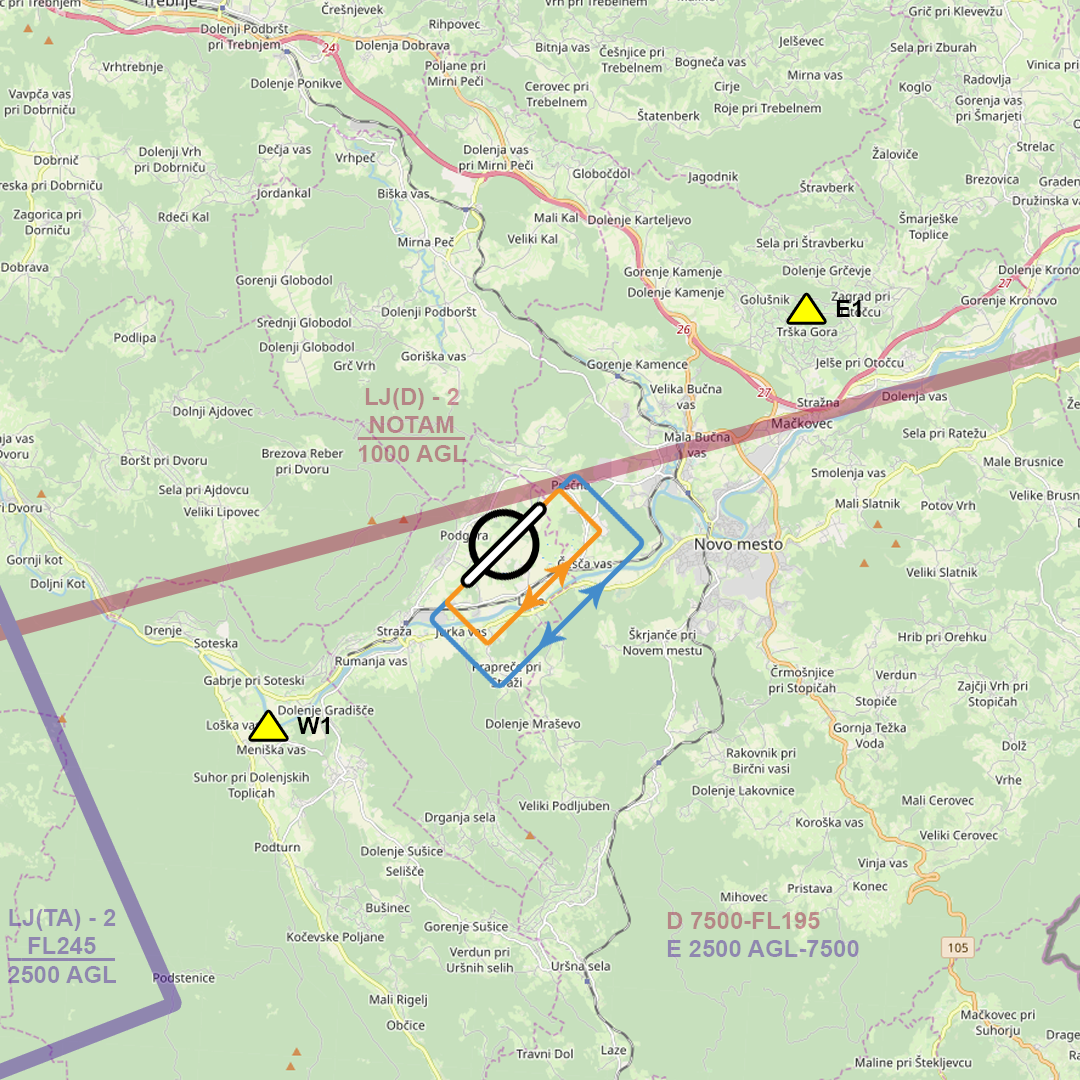 Trebnje
Vrh pri Trebnjem
Češnjevek
Rihpovec
Grič pri Klevevžu
Dolenji Podbršt
pri Trebnjem
24
Dolenja Dobrava
Bitnja vas
Češnjice pri
Trebelnem
Jelševec
Sela pri Zburah
Vrhtrebnje
Dolenje Ponikve
Poljane pri
Mirni Peči
Bogneča vas
Mirna vas
Radovlja
Vinica pri
Vavpča vas
pri Dobrniču
Cerovec pri
Trebelnem
Cirje
Koglo
Gorenja vas
pri Šmarjeti
Roje pri Trebelnem
Štatenberk
Dobrnič
Dolenji Vrh
pri Dobrniču
Dečja vas
Vrhpeč
Dolenja vas
pri Mirni Peči
Žaloviče
Strelac
reska pri Dobrniču
Jordankal
Biška vas
Globočdol
Jagodnik
Štravberk
Brezovica
Zagorica pri
Dorniču
Rdeči Kal
Mali Kal
Dolenje Karteljevo
Šmarješke
Toplice
Družinska va
Mirna Peč
Veliki Kal
Sela pri Štravberku
Dobrava
Gorenji Globodol
Gorenje Kamenje
Dolenje Grčevje
Dolenje Kronovo
Dolenje Kamenje
Golušnik
Zagrad pri
Otočcu
27
Gorenje Kronovo
E1
Srednji Globodol
Dolenji Podboršt
26
Trška Gora
Podlipa
Dolenji Globodol
Goriška vas
Grč Vrh
Gorenje Kamence
Jelše pri Otočcu
Velika Bučna
vas
27
LJ(D) - 2
NOTAM
1000 AGL
Dolnji Ajdovec
Stražna
Dolenja vas
Mačkovec
Mala Bučna
vas
Sela pri Ratežu
Boršt pri Dvoru
Brezova Reber
pri Dvoru
Male Brusnice
Smolenja vas
Sela pri Ajdovcu
Prečna
Veliki Lipovec
Mali Slatnik
Potov Vrh
Velike Brusn
Podgora
Novo mesto
Gornji kot
Češča vas
Veliki Slatnik
Doljni Kot
Loke
Drenje
Straža
Jurka vas
Škrjanče pri
Novem mestu
Hrib pri Orehku
Soteska
Rumanja vas
Prapreče pri
Straži
Črmošnjice
pri Stopičah
Verdun
Gabrje pri Soteski
Zajčji Vrh pri
Stopičah
Stopiče
Dolenje Gradišče
Loška vas
W1
Dolenje Mraševo
Gornja Težka
Voda
Meniška vas
Rakovnik pri
Birčni vasi
Dolž
Suhor pri Dolenjskih
Toplicah
Dolenje Lakovnice
Vrhe
Veliki Podljuben
Mali Cerovec
Drganja sela
Koroška vas
Veliki Cerovec
Podturn
Dolenje Sušice
Selišče
Vinja vas
Konec
Pristava
Mihovec
Bušinec
LJ(TA) - 2
FL245
2500 AGL
Gorenje Sušice
D 7500-FL195
E 2500 AGL-7500
Kočevske Poljane
105
Verdun pri
Uršnih selih
Uršna sela
Podstenice
Mali Rigelj
Občice
Mačkovec pri
Suhorju
Travni Dol
Laze
Maline pri Štekljevcu